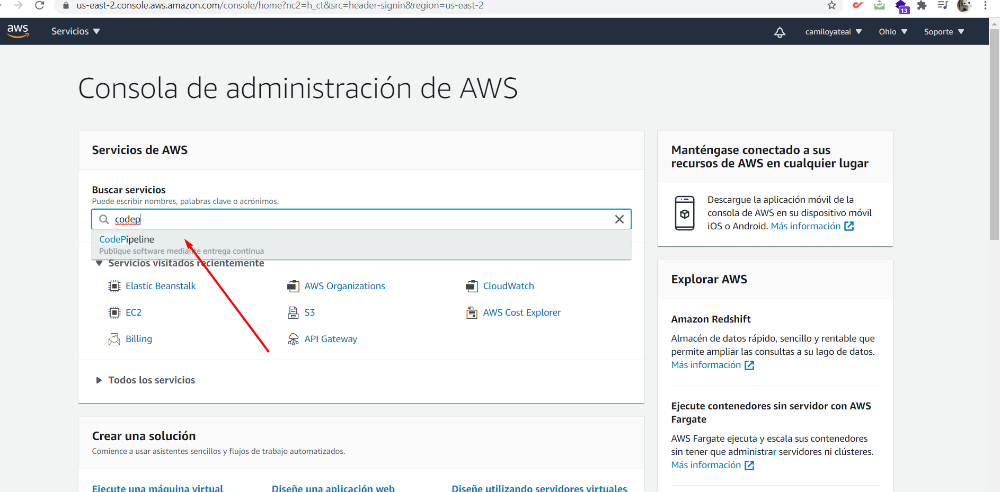 us-east-2.console.aws.amazon.com/console/home?nc2=h_ct&src=header-signin&region=us-east-2
13
aws
Servicios
camiloyateai
Ohio
Soporte
Consola de administración de AWS
Servicios de AWS
Buscar servicios
Puede escribir nombres, palabras clave o acrónimos.
codep
CodePipeline
Publique software mediante entrega continua
Servicios visitados recientemente
Elastic Beanstalk
AWS Organizations
CloudWatch
EC2
S3
AWS Cost Explorer
Billing
API Gateway
Todos los servicios
Crear una solución
Comience a usar asistentes sencillos y flujos de trabajo automatizados.
Ejecute una máquina virtual
Diseñe una aplicación web
Diseñe utilizando servidores virtuales
Manténgase conectado a sus
recursos de AWS en cualquier lugar
Descargue la aplicación móvil de la
consola de AWS en su dispositivo móvil
iOS o Android. Más información
Explorar AWS
Amazon Redshift
Almacén de datos rápido, sencillo y rentable que
permite ampliar las consultas a su lago de datos.
Más información
Ejecute contenedores sin servidor con AWS
Fargate
AWS Fargate ejecuta y escala sus contenedores
sin tener que administrar servidores ni clústeres.
Más información